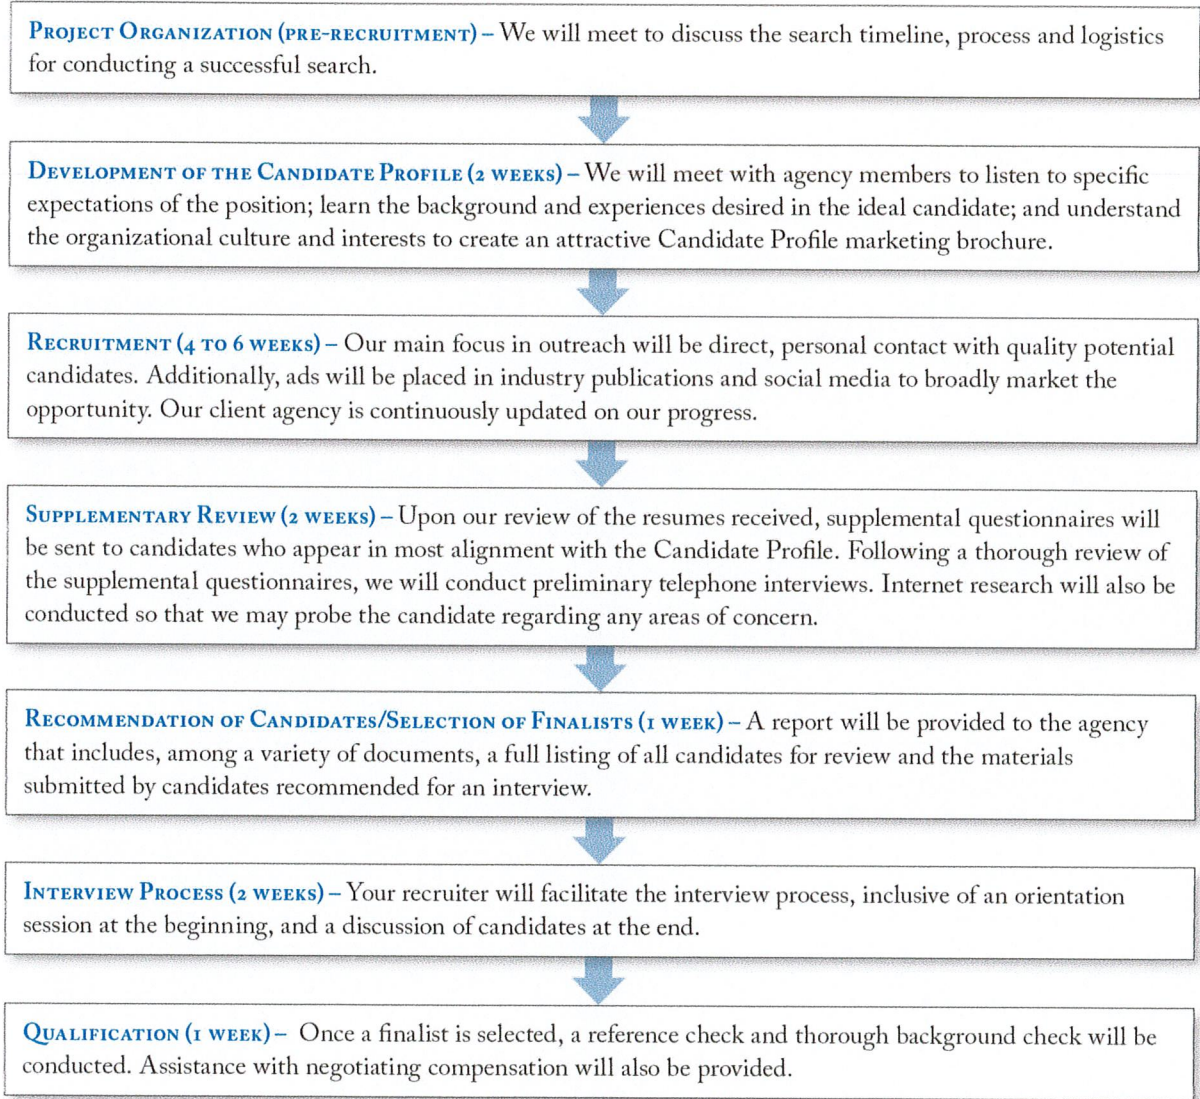 PROJECT ORGANIZATION (PRE-RECRUITMENT) – We will meet to discuss the search timeline, process and logistics
for conducting a successful search.
DEVELOPMENT OF THE CANDIDATE PROFILE (2 WEEKS) – We will meet with agency members to listen to specific
expectations of the position; learn the background and experiences desired in the ideal candidate; and understand
the organizational culture and interests to create an attractive Candidate Profile marketing brochure.
RECRUITMENT (4 TO 6 WEEKS) – Our main focus in outreach will be direct, personal contact with quality potential
candidates. Additionally, ads will be placed in industry publications and social media to broadly market the
opportunity. Our client agency is continuously updated on our progress.
SUPPLEMENTARY REVIEW (2 WEEKS) – Upon our review of the resumes received, supplemental questionnaires will
be sent to candidates who appear in most alignment with the Candidate Profile. Following a thorough review of
the supplemental questionnaires, we will conduct preliminary telephone interviews. Internet research will also be
conducted so that we may probe the candidate regarding any areas of concern.
RECOMMENDATION OF CANDIDATES/SELECTION OF FINALISTS (1 WEEK) – A report will be provided to the agency
that includes, among a variety of documents, a full listing of all candidates for review and the materials
submitted by candidates recommended for an interview.
INTERVIEW PROCESS (2 WEEKS) – Your recruiter will facilitate the interview process, inclusive of an orientation
session at the beginning, and a discussion of candidates at the end.
QUALIFICATION (1 WEEK) – Once a finalist is selected, a reference check and thorough background check will be
conducted. Assistance with negotiating compensation will also be provided.